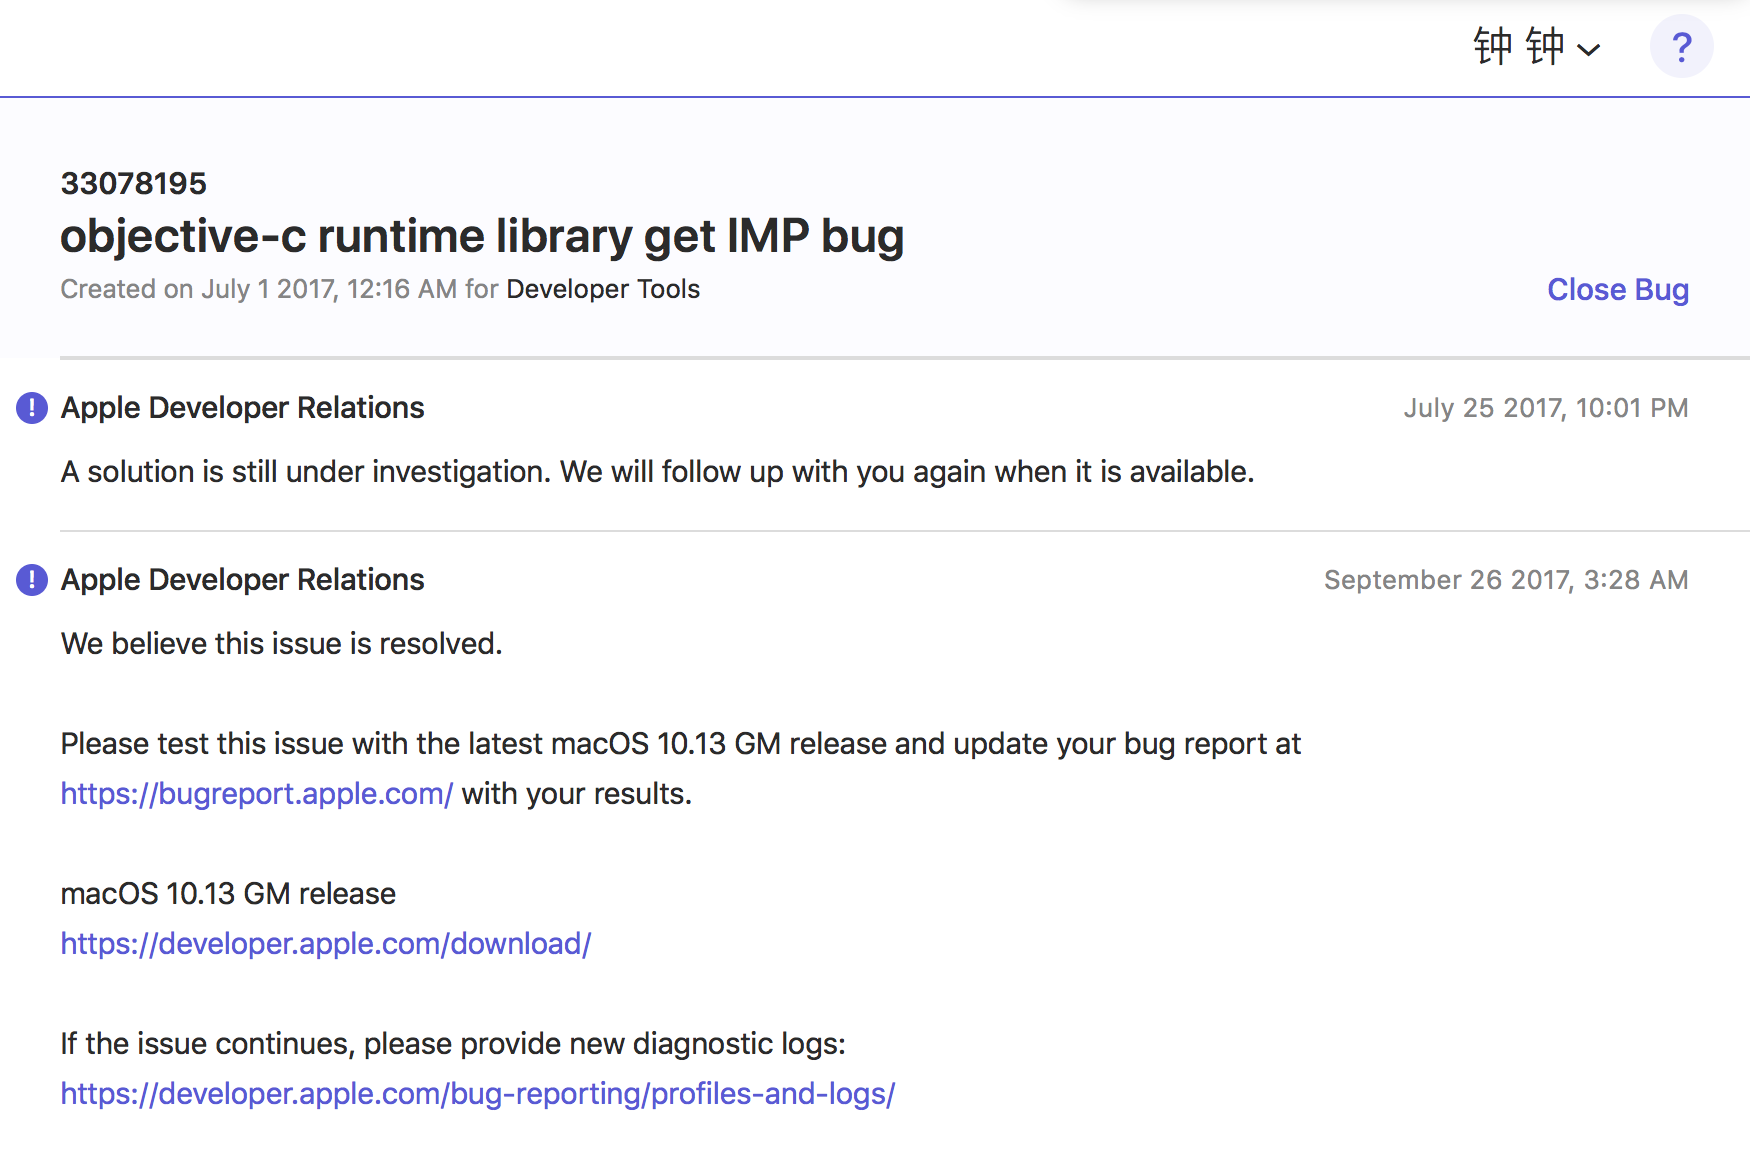 钟 钟
?
33078195
objective-c runtime library get IMP bug
Created on July 1 2017, 12:16 AM for Developer Tools
Close Bug
! Apple Developer Relations
July 25 2017, 10:01 PM
A solution is still under investigation. We will follow up with you again when it is available.
! Apple Developer Relations
September 26 2017, 3:28 AM
We believe this issue is resolved.
Please test this issue with the latest macOS 10.13 GM release and update your bug report at
https://bugreport.apple.com/ with your results.
macOS 10.13 GM release
https://developer.apple.com/download/
If the issue continues, please provide new diagnostic logs:
https://developer.apple.com/bug-reporting/profiles-and-logs/